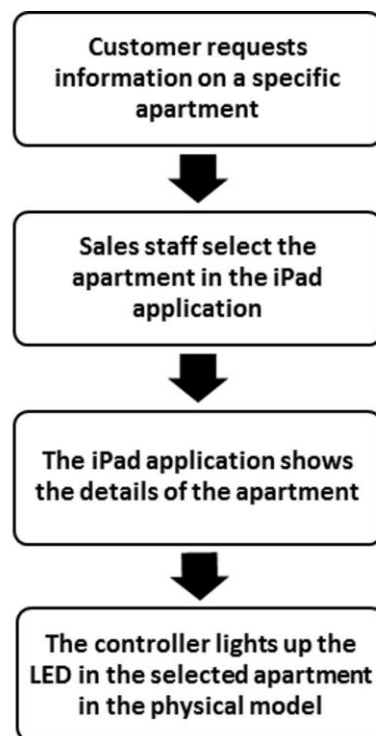 Customer requests
information on a specific
apartment
Sales staff select the
apartment in the iPad
application
The iPad application shows
the details of the apartment
The controller lights up the
LED in the selected apartment
in the physical model